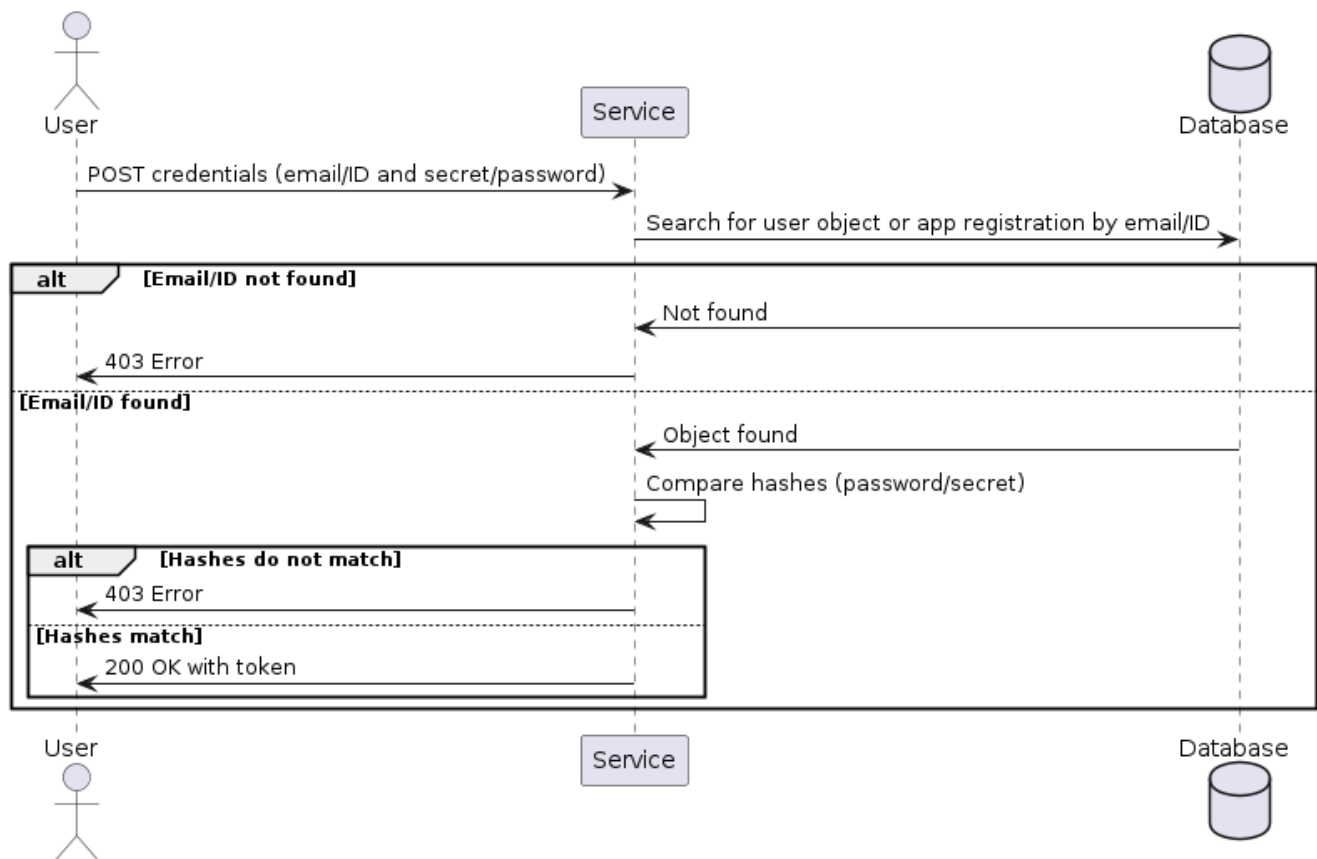 User
Service
Database
POST credentials (email/ID and secret/password)
Search for user object or app registration by email/ID
alt [Email/ID not found]
Not found
403 Error
[Email/ID found]
Object found
Compare hashes (password/secret)
alt [Hashes do not match]
403 Error
[Hashes match]
200 OK with token
User
Service
Database